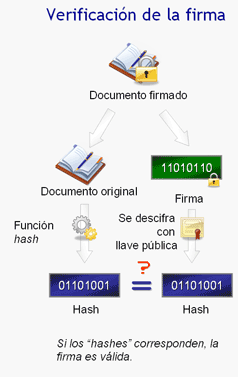 Verificación de la firma
Documento firmado
11010110
Documento original
Firma
Función
hash
Se descifra
con
llave pública
?
01101001
=
01101001
Hash
Hash
Si los "hashes" corresponden, la
firma es válida.